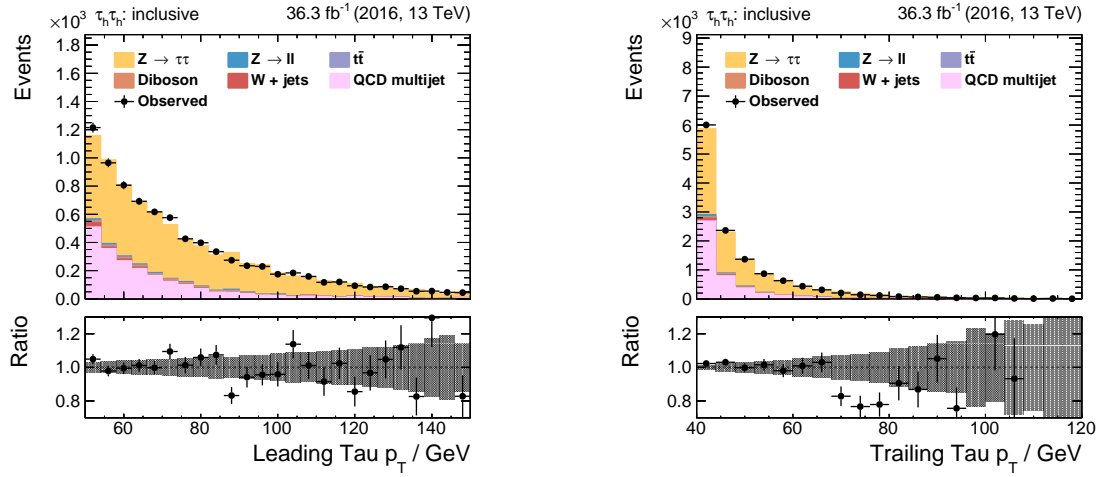 ×10³ τₕτₕ: inclusive 36.3 fb⁻¹ (2016, 13 TeV)
Events
1.8
1.6
1.4
1.2
1.0
0.8
0.6
0.4
0.2
0.0
Z → ττ Z → ll tt̄
Diboson W + jets QCD multijet
Observed
Ratio
1.2
1.0
0.8
60 80 100 120 140
Leading Tau p_T / GeV
×10³ τₕτₕ: inclusive 36.3 fb⁻¹ (2016, 13 TeV)
Events
9
8
7
6
5
4
3
2
1
0
Z → ττ Z → ll tt̄
Diboson W + jets QCD multijet
Observed
Ratio
1.2
1.0
0.8
40 60 80 100 120
Trailing Tau p_T / GeV